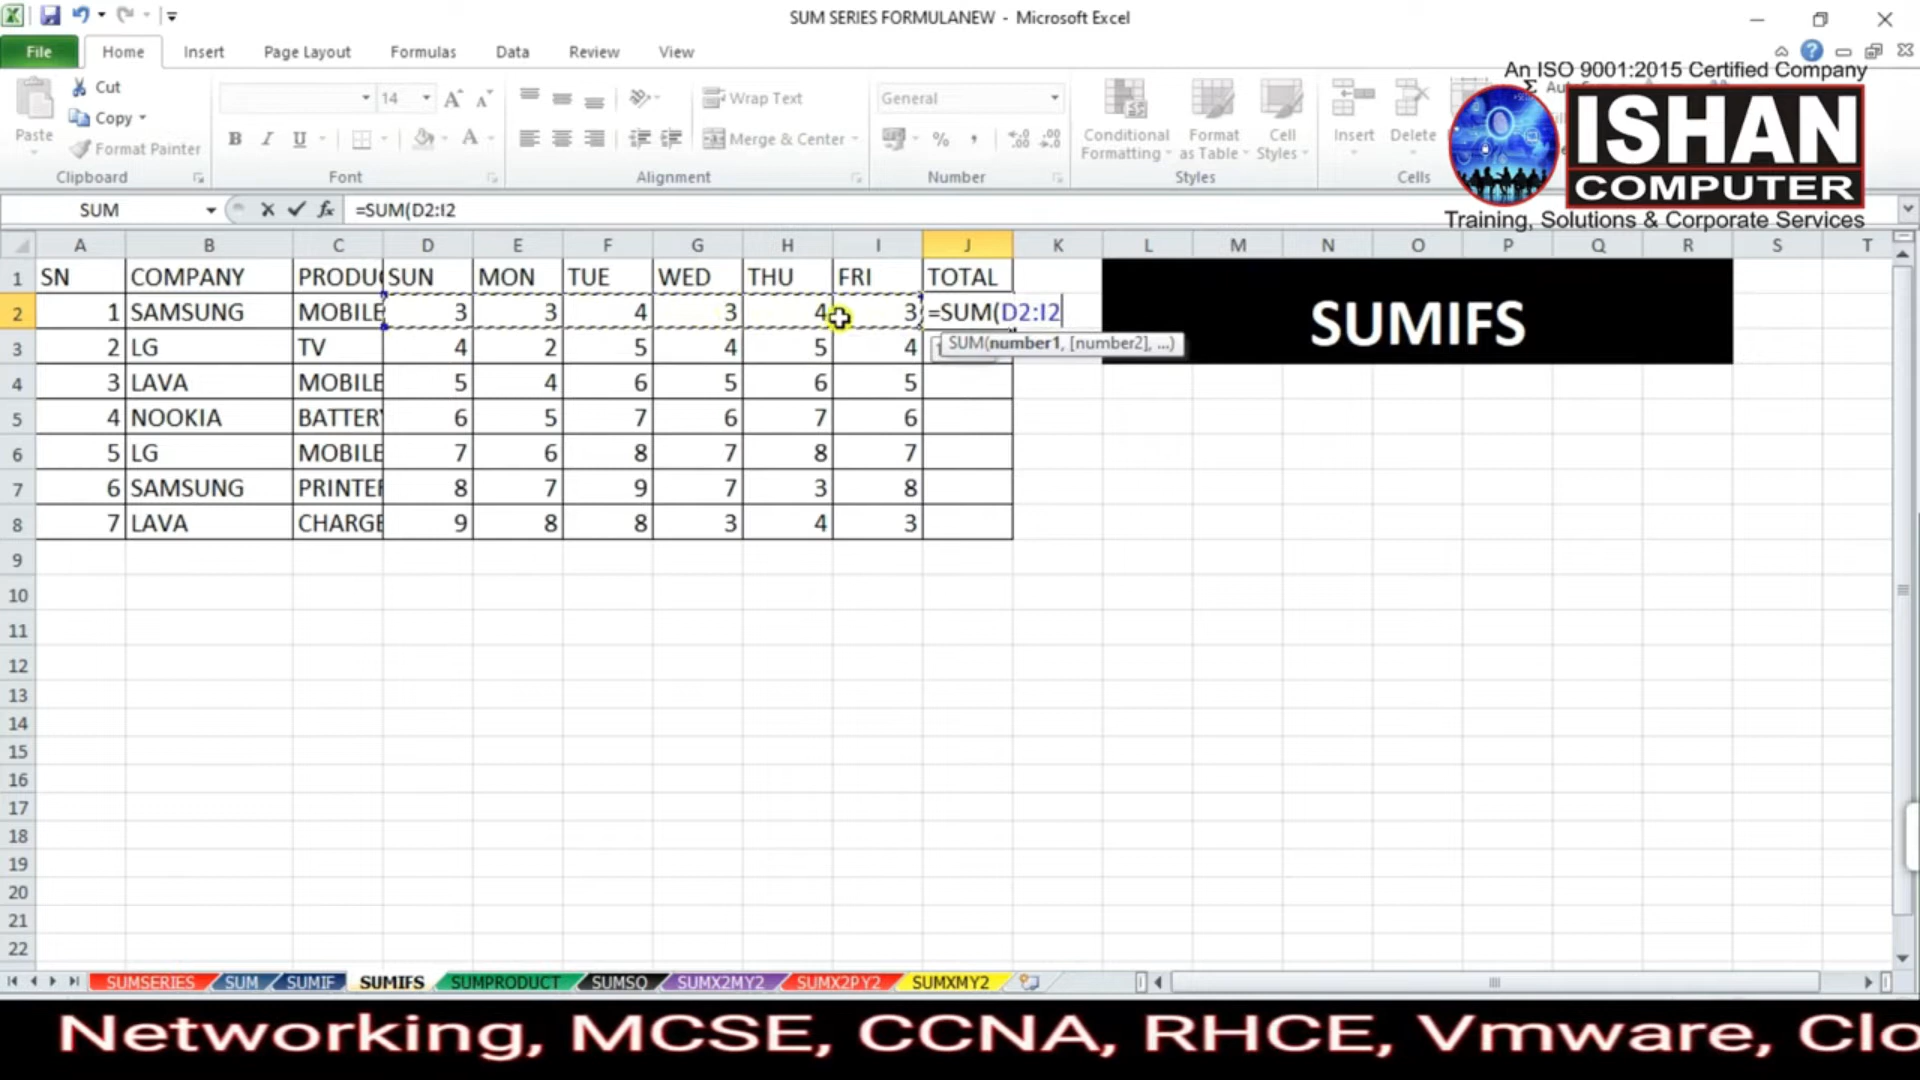 SUM SERIES FORMULANEW - Microsoft Excel
File Home Insert Page Layout Formulas Data Review View
An ISO 9001:2015 Certified Company
ISHAN
COMPUTER
Training, Solutions & Corporate Services
Paste
Cut
Copy
Format Painter
Clipboard
14
B I U
Font
Wrap Text
Merge & Center
Alignment
General
Number
Conditional Formatting
Format as Table
Cell Styles
Styles
Insert Delete
Cells
SUM fx =SUM(D2:I2
A B C D E F G H I J K L M N O P Q R S T
1 SN COMPANY PRODU SUN MON TUE WED THU FRI TOTAL
2 1 SAMSUNG MOBILE 3 3 4 3 4 3 =SUM(D2:I2
SUM(number1, [number2], ...)
SUMIFS
3 2 LG TV 4 2 5 4 5 4
4 3 LAVA MOBILE 5 4 6 5 6 5
5 4 NOOKIA BATTERY 6 5 7 6 7 6
6 5 LG MOBILE 7 6 8 7 8 7
7 6 SAMSUNG PRINTER 8 7 9 7 3 8
8 7 LAVA CHARGE 9 8 8 3 4 3
9
10
11
12
13
14
15
16
17
18
19
20
21
22
SUMSERIES SUM SUMIF SUMIFS SUMPRODUCT SUMSQ SUMX2MY2 SUMX2PY2 SUMXMY2
Networking, MCSE, CCNA, RHCE, Vmware, Clo